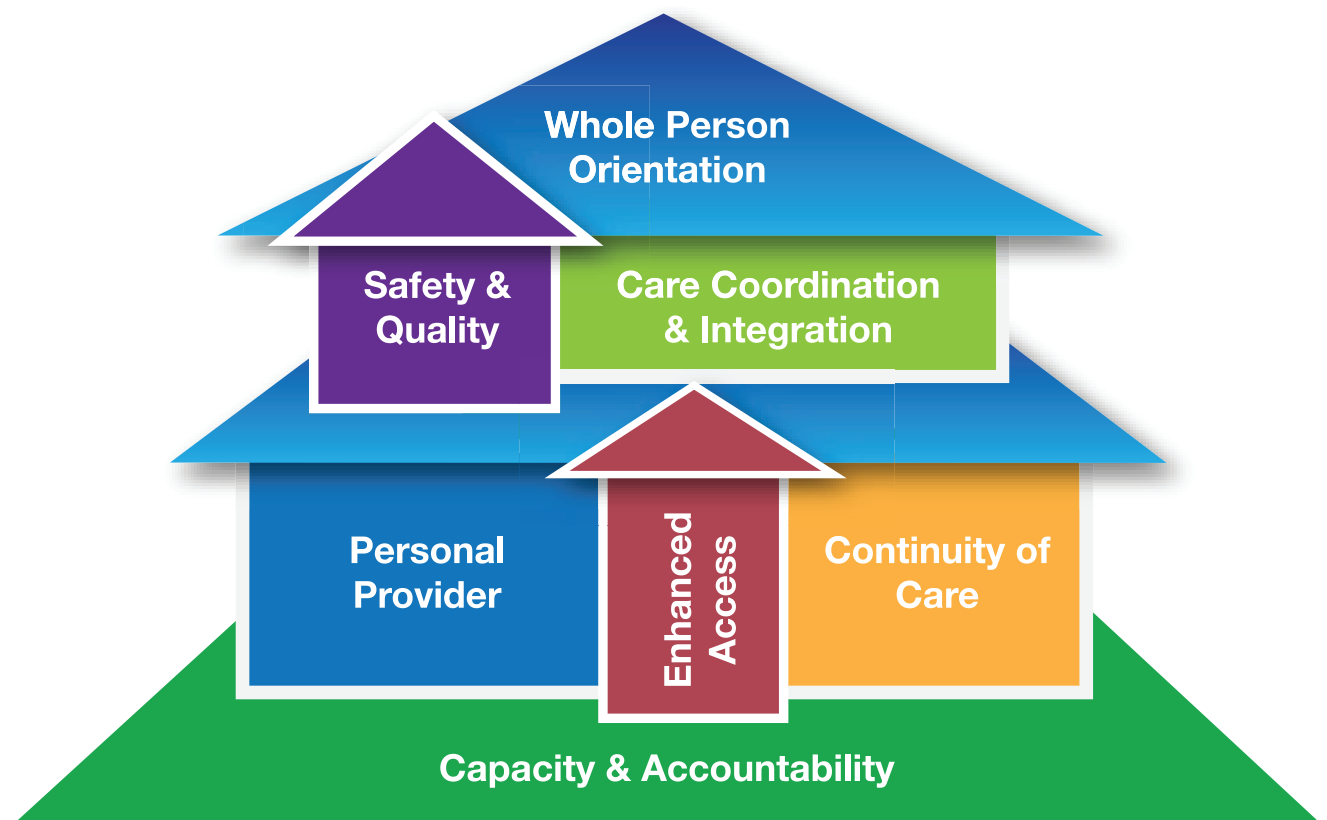 Whole Person
Orientation
Safety &
Quality
Care Coordination
& Integration
Personal
Provider
Enhanced
Access
Continuity of
Care
Capacity & Accountability